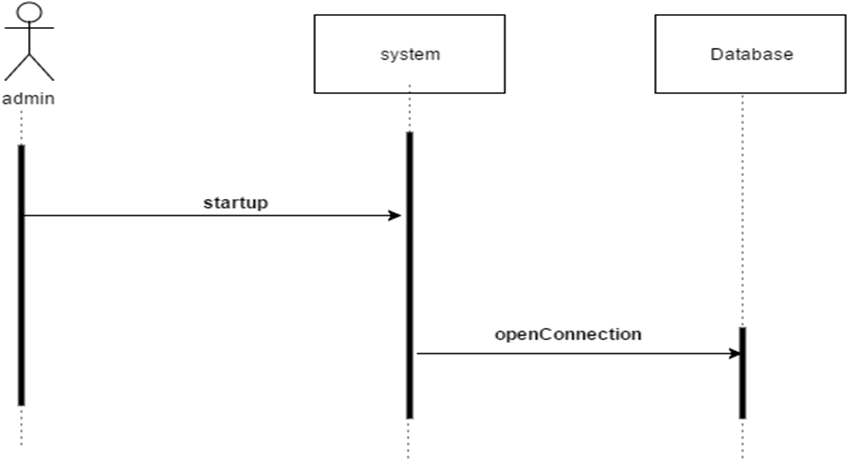 admin
system
Database
startup
openConnection